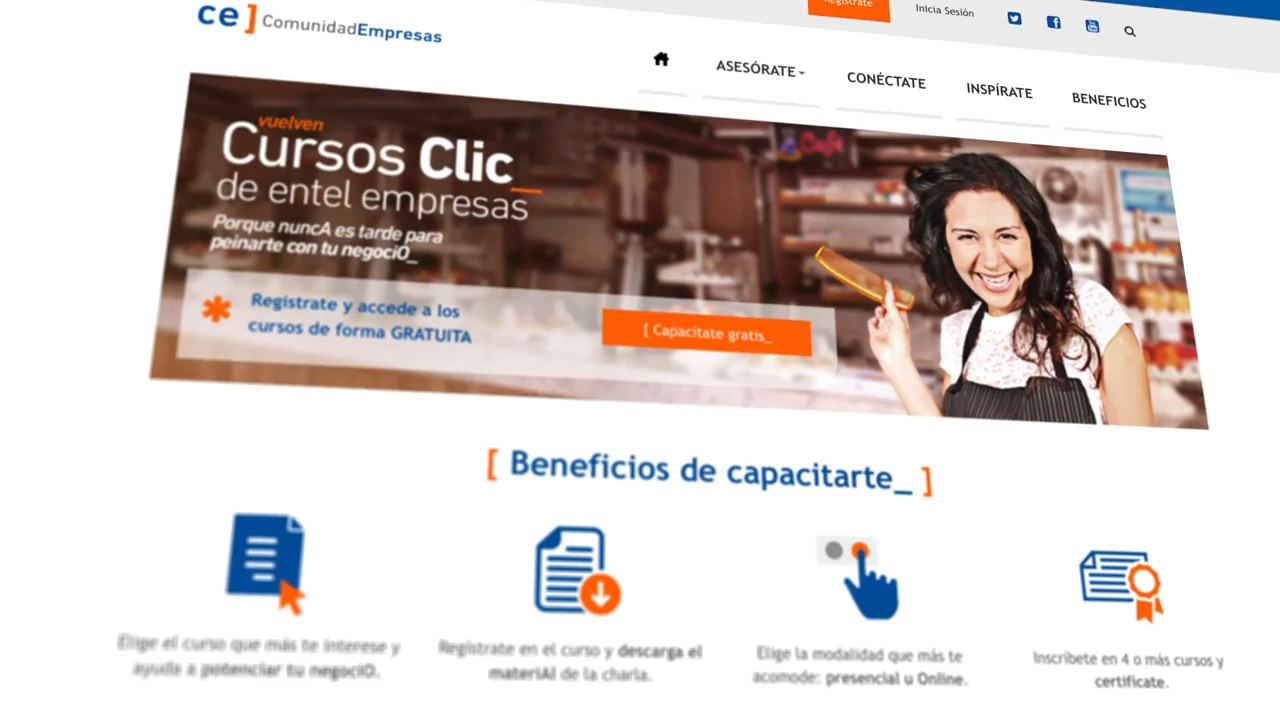 ce] ComunidadEmpresas
Regístrate
Inicia Sesión
ASESÓRATE
CONÉCTATE
INSPÍRATE
BENEFICIOS
vuelven
Cursos Clic_
de entel empresas
Porque nuncA es tarde para
peinarte con tu negociO_
Café
Regístrate y accede a los
cursos de forma GRATUITA
[ Capacítate gratis_
[ Beneficios de capacitarte_ ]
Elige el curso que más te interese y
ayuda a potenciar tu negociO.
Regístrate en el curso y descarga el
materiAl de la charla.
Elige la modalidad que más te
acomode: presencial u Online.
Inscríbete en 4 o más cursos y
certifícate.